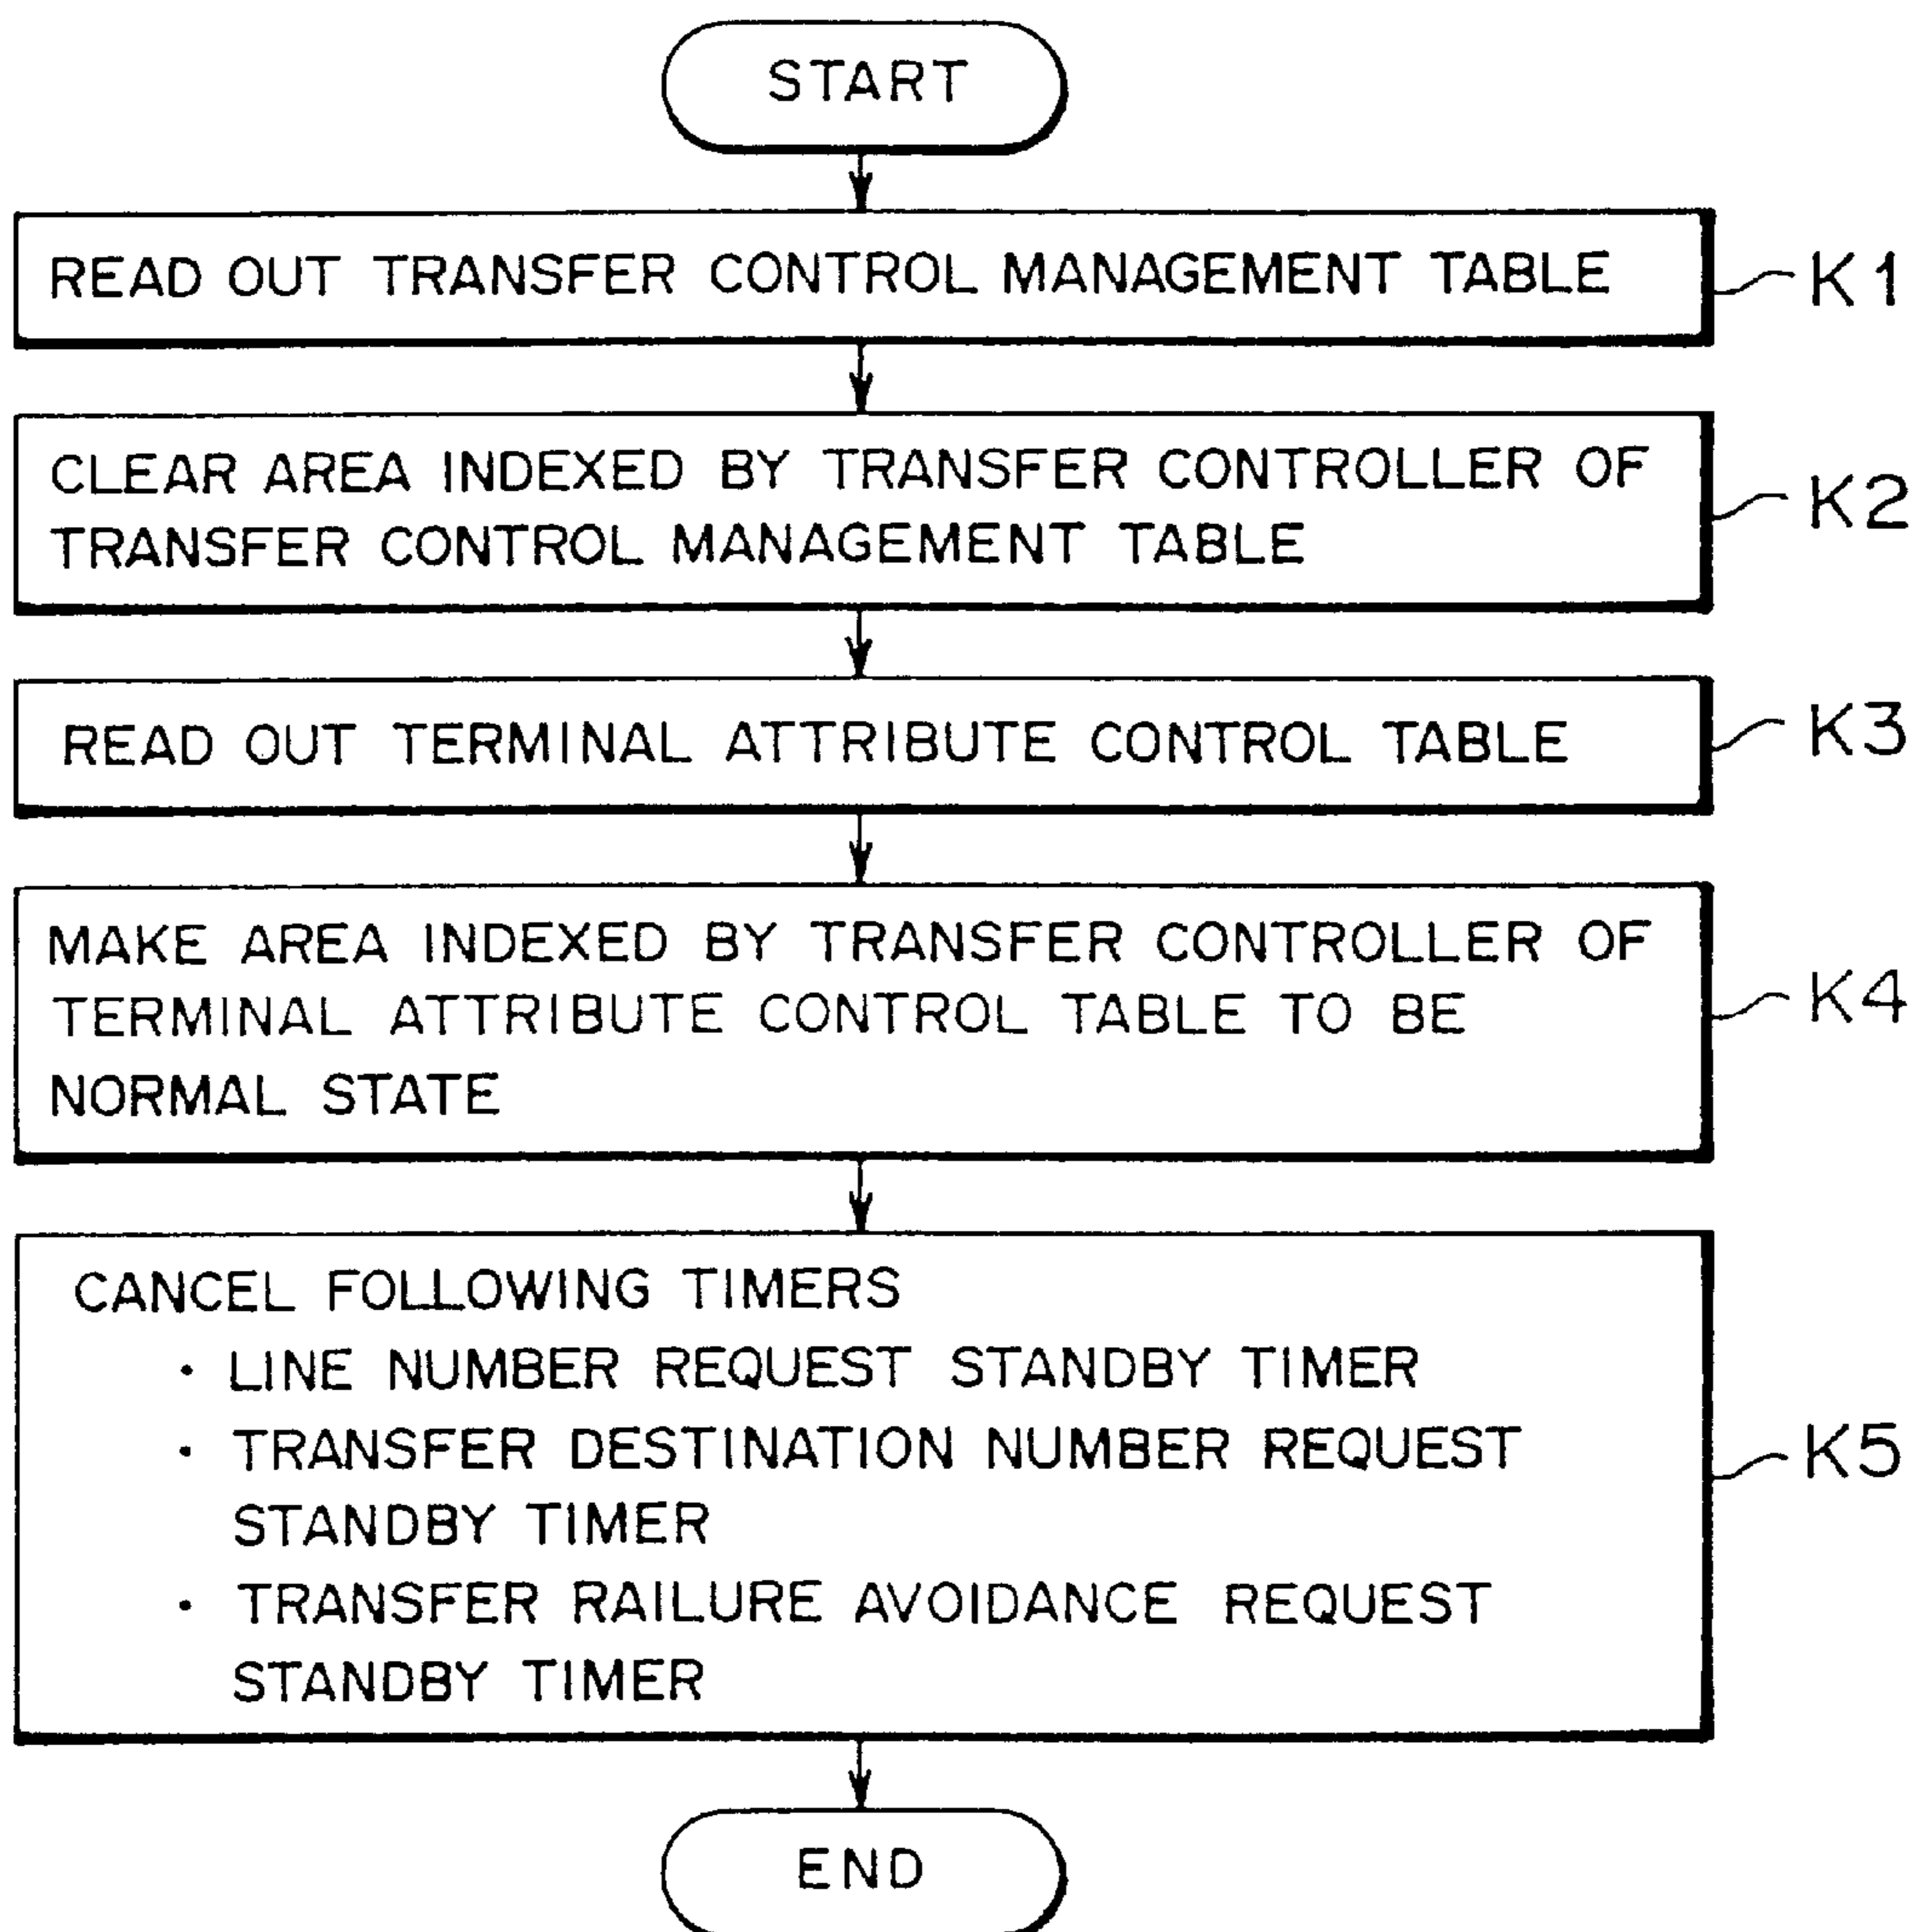 START
READ OUT TRANSFER CONTROL MANAGEMENT TABLE
K1
CLEAR AREA INDEXED BY TRANSFER CONTROLLER OF
TRANSFER CONTROL MANAGEMENT TABLE
K2
READ OUT TERMINAL ATTRIBUTE CONTROL TABLE
K3
MAKE AREA INDEXED BY TRANSFER CONTROLLER OF
TERMINAL ATTRIBUTE CONTROL TABLE TO BE
NORMAL STATE
K4
CANCEL FOLLOWING TIMERS
· LINE NUMBER REQUEST STANDBY TIMER
· TRANSFER DESTINATION NUMBER REQUEST
STANDBY TIMER
· TRANSFER RAILURE AVOIDANCE REQUEST
STANDBY TIMER
K5
END